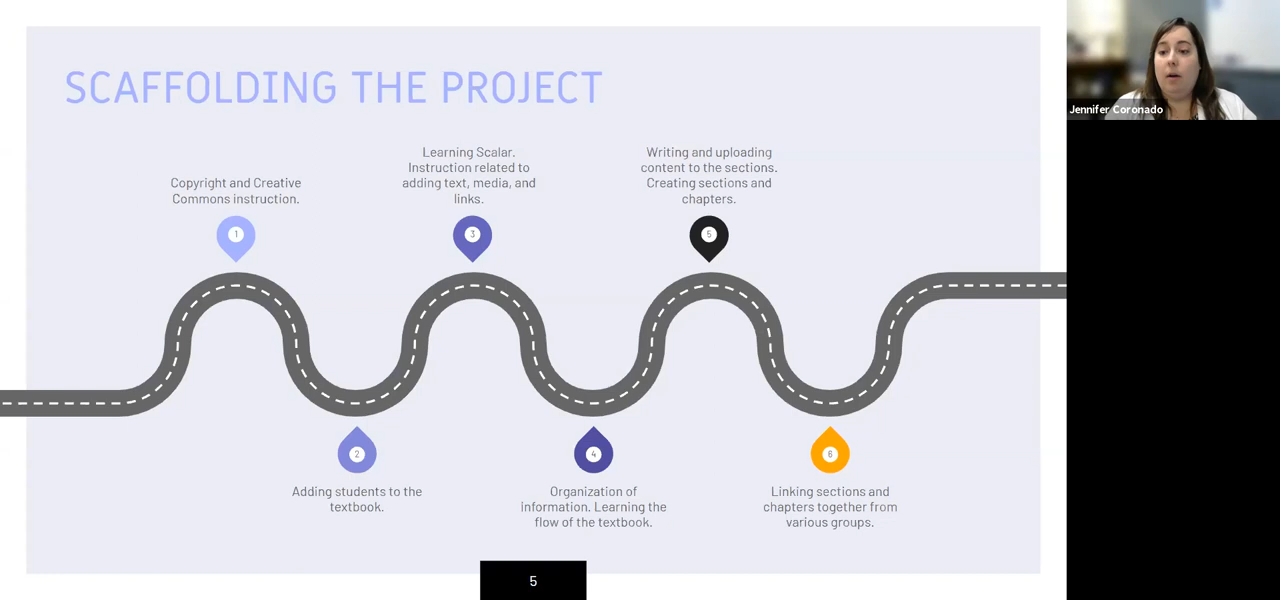 SCAFFOLDING THE PROJECT
Jennifer Coronado
Copyright and Creative
Commons instruction.
1
Adding students to the
textbook.
2
Learning Scalar.
Instruction related to
adding text, media, and
links.
3
Organization of
information. Learning the
flow of the textbook.
4
Writing and uploading
content to the sections.
Creating sections and
chapters.
5
Linking sections and
chapters together from
various groups.
6
5